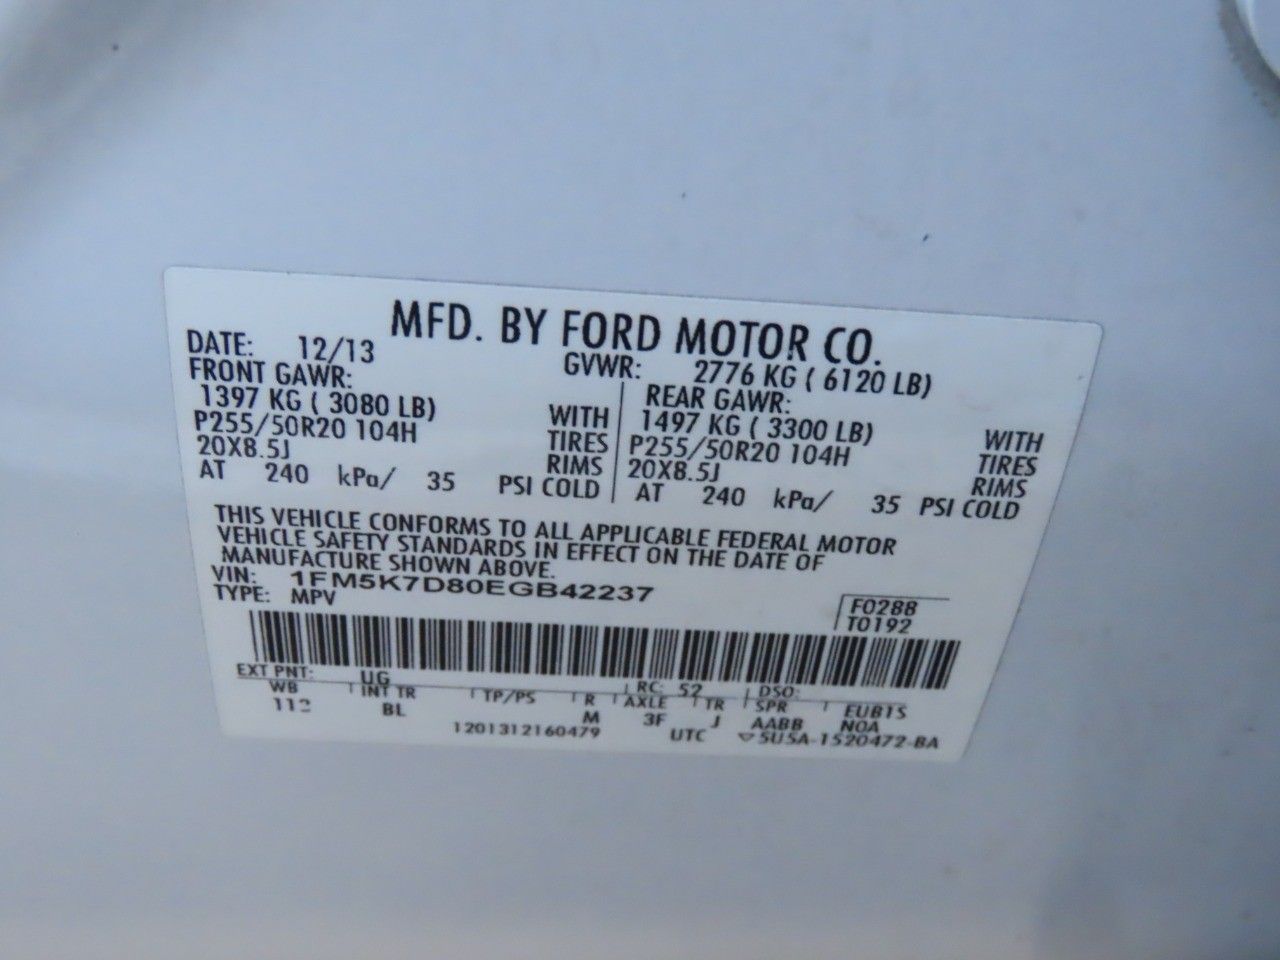 MFD. BY FORD MOTOR CO.
DATE: 12/13 GVWR: 2776 KG ( 6120 LB)
FRONT GAWR: REAR GAWR:
1397 KG ( 3080 LB) WITH 1497 KG ( 3300 LB) WITH
P255/50R20 104H TIRES P255/50R20 104H TIRES
20X8.5J RIMS 20X8.5J RIMS
AT 240 kPa/ 35 PSI COLD AT 240 kPa/ 35 PSI COLD
THIS VEHICLE CONFORMS TO ALL APPLICABLE FEDERAL MOTOR
VEHICLE SAFETY STANDARDS IN EFFECT ON THE DATE OF
MANUFACTURE SHOWN ABOVE.
VIN: 1FM5K7D80EGB42237
TYPE: MPV F0288
T0192
EXT PNT: UG RC: 52 DSO:
WB INT TR TP/PS R AXLE TR SPR EUB15
112 BL M 3F J AABB NOA
1201312160479 UTC ▽5U5A-1520472-BA